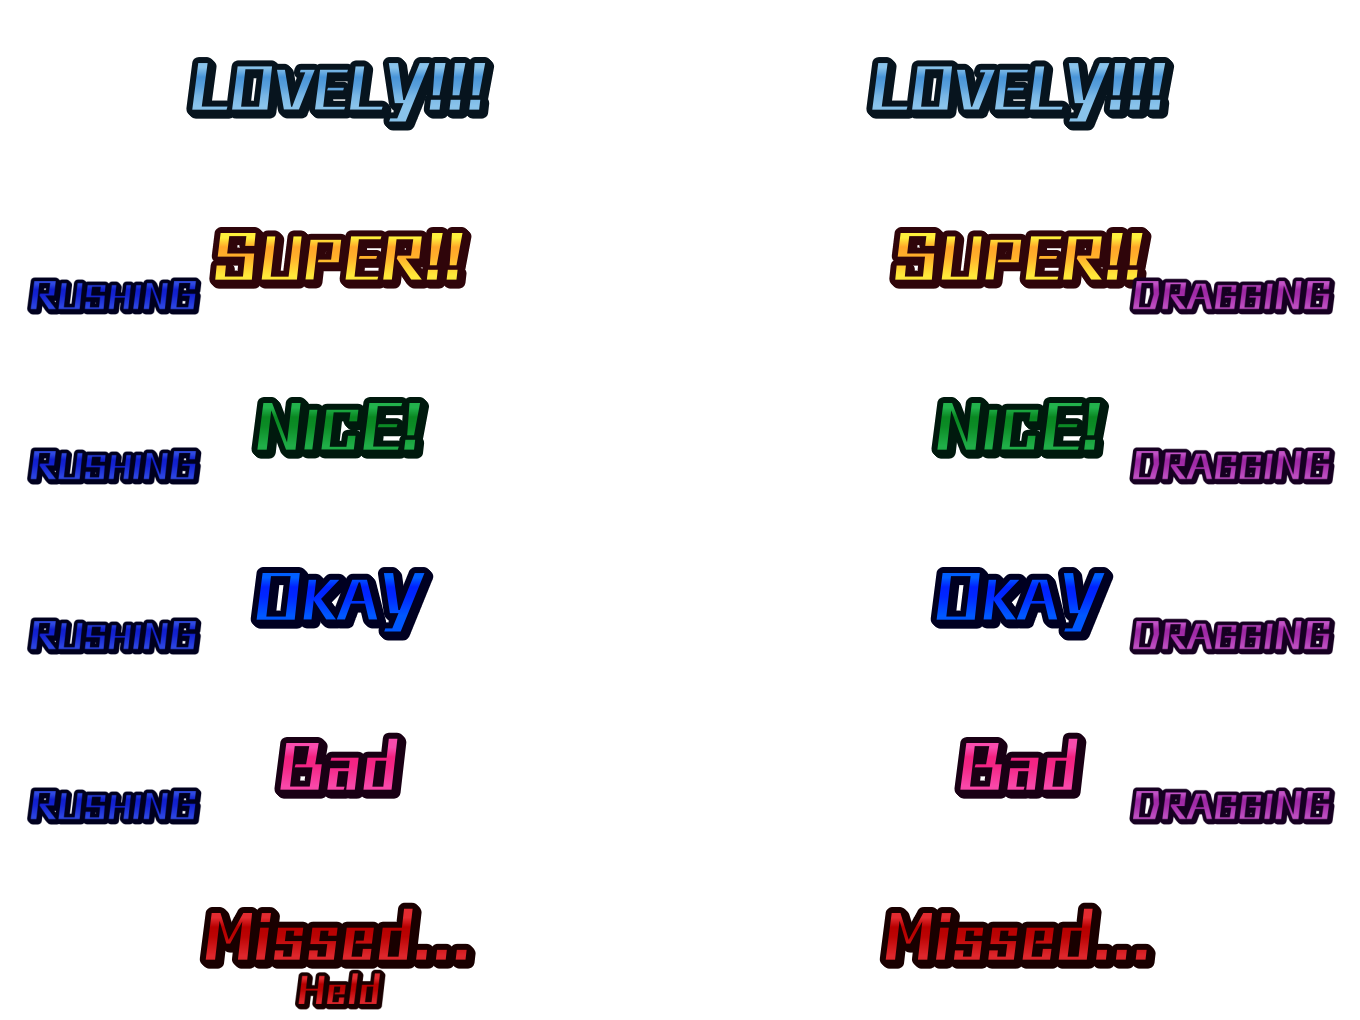 LOVELY!!! LOVELY!!!
SUPER!! SUPER!!
RUSHING DRAGGING
NICE! NICE!
RUSHING DRAGGING
OKAY OKAY
RUSHING DRAGGING
Bad Bad
RUSHING DRAGGING
Missed... Missed...
Held